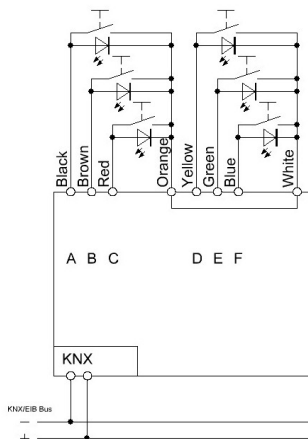 Black Brown Red Orange Yellow Green Blue White
A B C D E F
KNX
KNX/EIB Bus
+